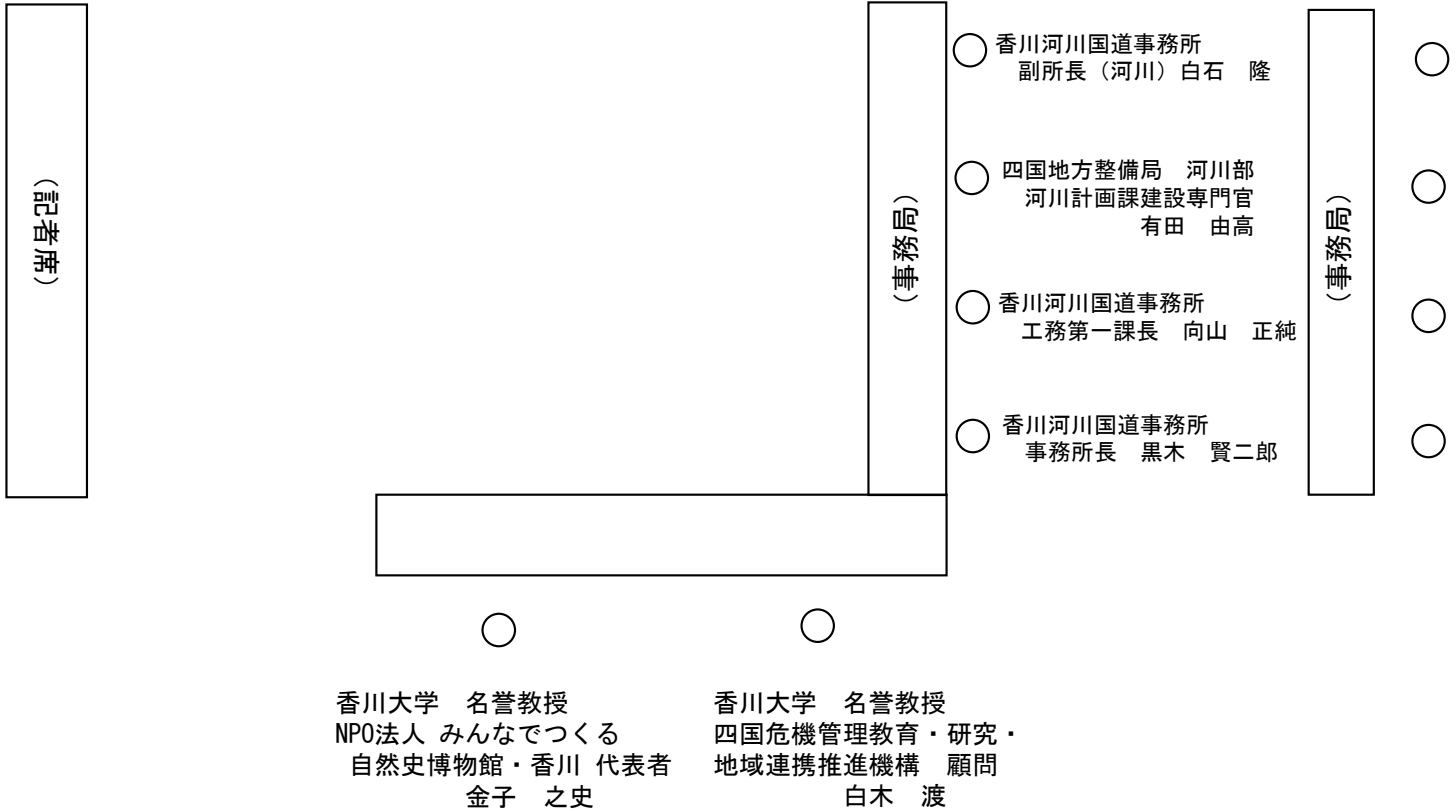 （記者席）
（事務局）
香川河川国道事務所
副所長（河川）白石　隆
四国地方整備局　河川部
河川計画課建設専門官
有田　由高
香川河川国道事務所
工務第一課長　向山　正純
香川河川国道事務所
事務所長　黒木　賢二郎
（事務局）
香川大学　名誉教授
NPO法人 みんなでつくる
自然史博物館・香川 代表者
金子　之史
香川大学　名誉教授
四国危機管理教育・研究・
地域連携推進機構　顧問
白木　渡